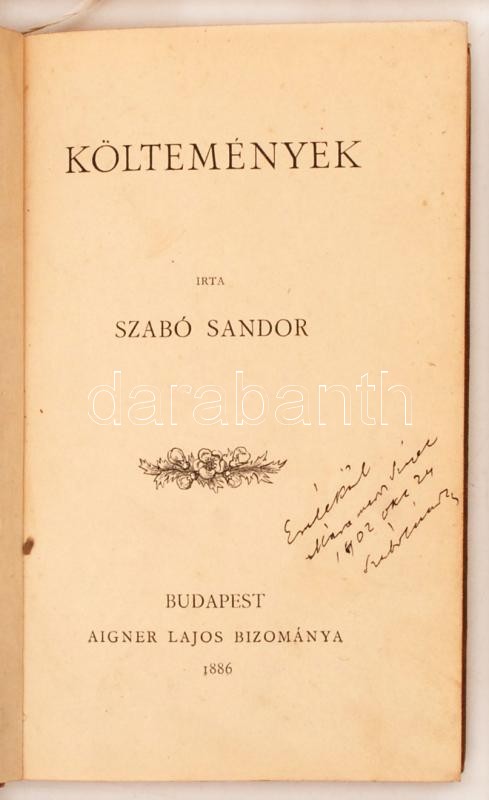 KÖLTEMÉNYEK
IRTA
SZABÓ SANDOR
darabanth
Emlékül
1902 okt 24
BUDAPEST
AIGNER LAJOS BIZOMÁNYA
1886